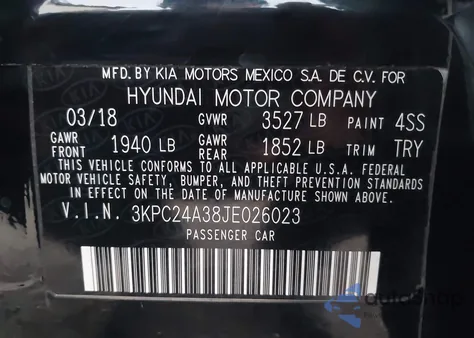 MFD. BY KIA MOTORS MEXICO S.A. DE C.V. FOR
HYUNDAI MOTOR COMPANY
03/18 GVWR 3527 LB PAINT 4SS
GAWR FRONT 1940 LB GAWR REAR 1852 LB TRIM TRY
THIS VEHICLE CONFORMS TO ALL APPLICABLE U.S.A. FEDERAL
MOTOR VEHICLE SAFETY, BUMPER, AND THEFT PREVENTION STANDARDS
IN EFFECT ON THE DATE OF MANUFACTURE SHOWN ABOVE.
V.I.N. 3KPC24A38JE026023
PASSENGER CAR